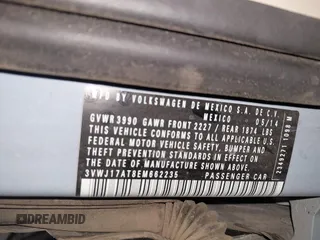 MFD BY VOLKSWAGEN DE MEXICO S.A. DE C.V.
MEXICO 05/14
GVWR 3990 GAWR FRONT 2227 / REAR 1874 LBS
THIS VEHICLE CONFORMS TO ALL APPLICABLE U.S.
FEDERAL MOTOR VEHICLE SAFETY, BUMPER AND
THEFT PREVENTION STANDARDS IN EFFECT ON
THE DATE OF MANUFACTURE SHOWN ABOVE.
3VWJ17AT8EM662235 PASSENGER CAR
DREAMBID